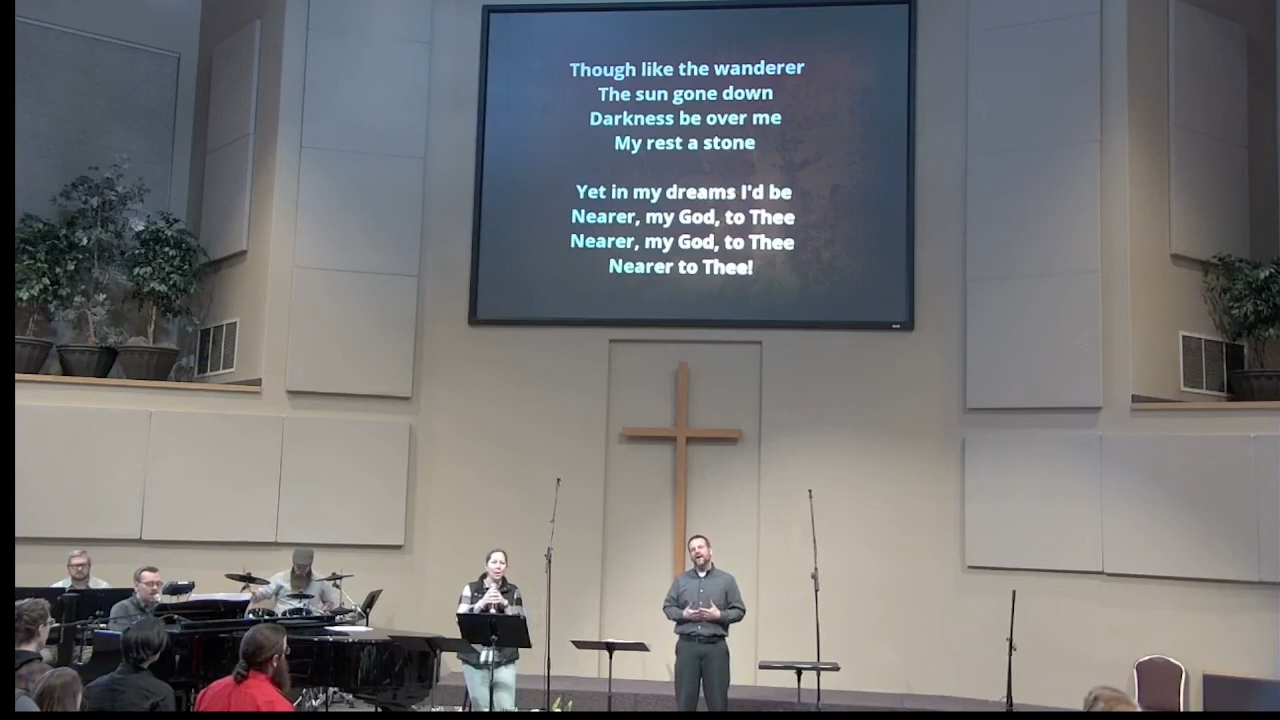 Though like the wanderer
The sun gone down
Darkness be over me
My rest a stone
Yet in my dreams I'd be
Nearer, my God, to Thee
Nearer, my God, to Thee
Nearer to Thee!